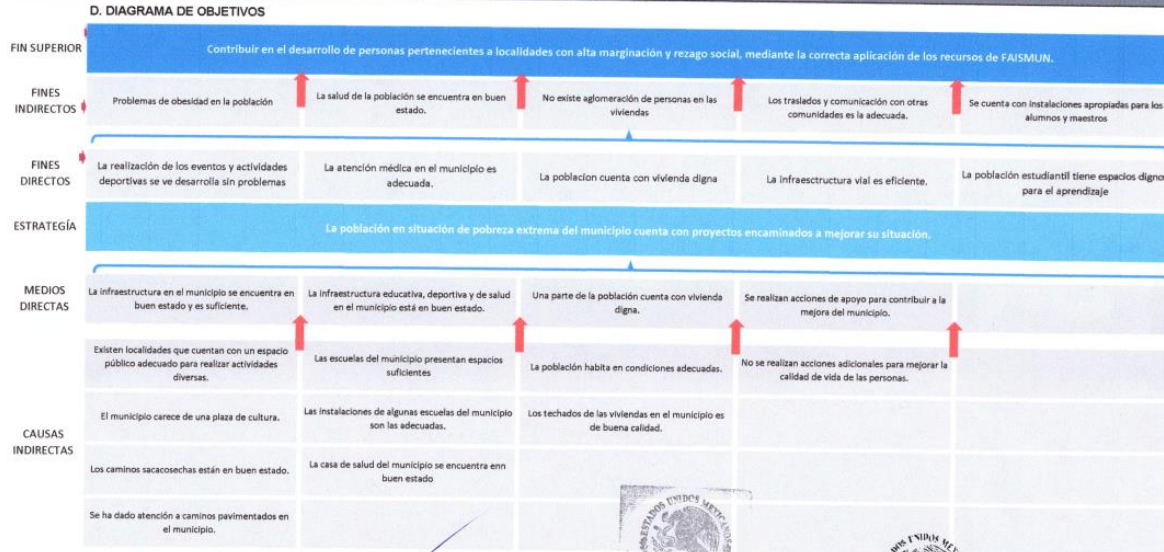 D. DIAGRAMA DE OBJETIVOS
FIN SUPERIOR
Contribuir en el desarrollo de personas pertenecientes a localidades con alta marginación y rezago social, mediante la correcta aplicación de los recursos de FAISMUN.
FINES
INDIRECTOS
Problemas de obesidad en la población
La salud de la población se encuentra en buen
estado.
No existe aglomeración de personas en las
viviendas
Los traslados y comunicación con otras
comunidades es la adecuada.
Se cuenta con instalaciones apropiadas para los
alumnos y maestros
FINES
DIRECTOS
La realización de los eventos y actividades
deportivas se ve desarrolla sin problemas
La atención médica en el municipio es
adecuada.
La poblacion cuenta con vivienda digna
La infraesctructura vial es eficiente.
La población estudiantil tiene espacios dignos
para el aprendizaje
ESTRATEGÍA
La población en situación de pobreza extrema del municipio cuenta con proyectos encaminados a mejorar su situación.
MEDIOS
DIRECTAS
La infraestructura en el municipio se encuentra en
buen estado y es suficiente.
La infraestructura educativa, deportiva y de salud
en el municipio está en buen estado.
Una parte de la población cuenta con vivienda
digna.
Se realizan acciones de apoyo para contribuir a la
mejora del municipio.
CAUSAS
INDIRECTAS
Existen localidades que cuentan con un espacio
público adecuado para realizar actividades
diversas.
Las escuelas del municipio presentan espacios
suficientes
La población habita en condiciones adecuadas.
No se realizan acciones adicionales para mejorar la
calidad de vida de las personas.
El municipio carece de una plaza de cultura.
Las instalaciones de algunas escuelas del municipio
son las adecuadas.
Los techados de las viviendas en el municipio es
de buena calidad.
Los caminos sacacosechas están en buen estado.
La casa de salud del municipio se encuentra enn
buen estado
Se ha dado atención a caminos pavimentados en
el municipio.
ESTADOS UNIDOS MEXICANOS
UNIDOS